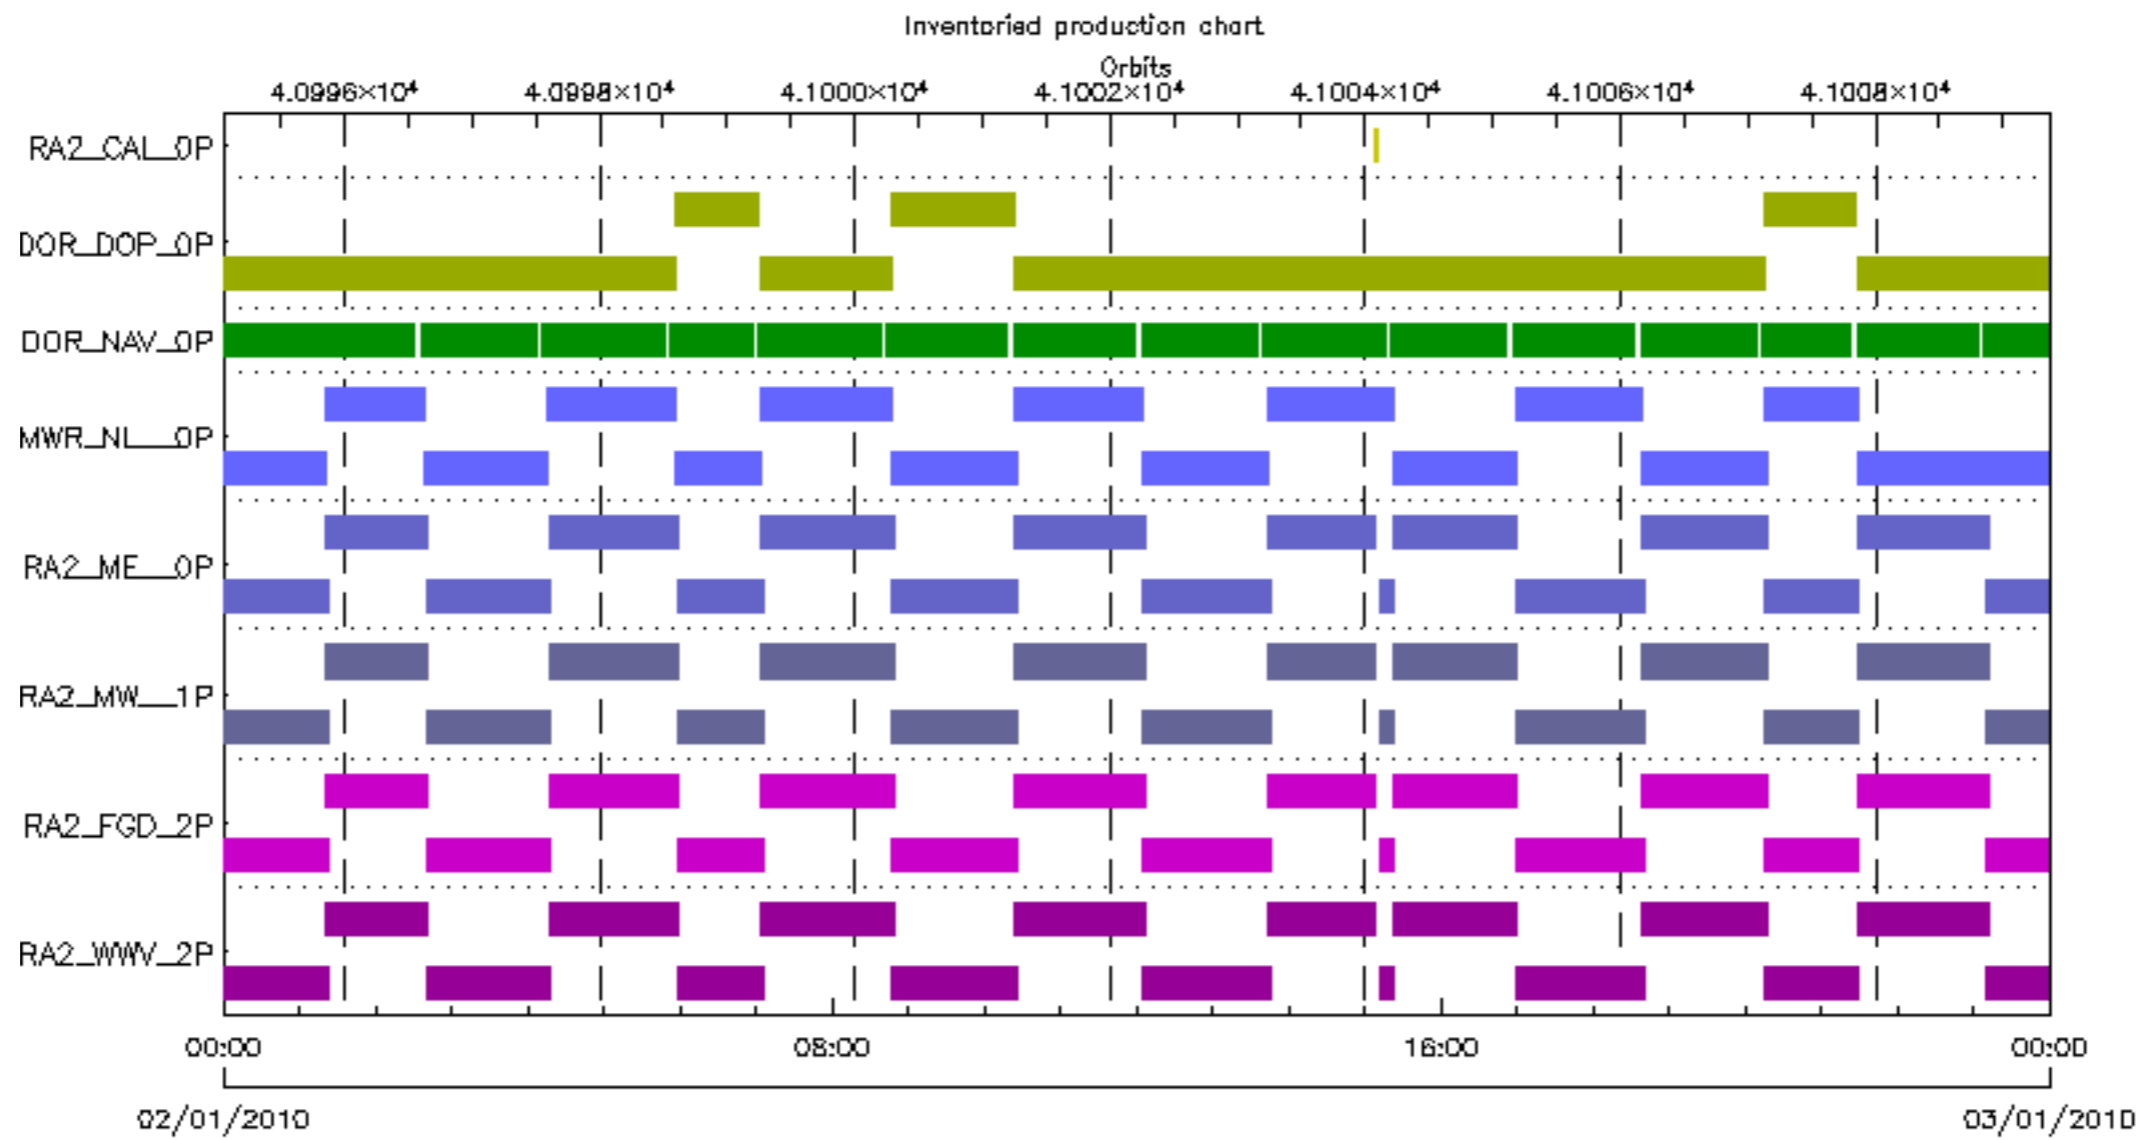 Inventoried production chart
Orbits
4.0996×10⁴ 4.0998×10⁴ 4.1000×10⁴ 4.1002×10⁴ 4.1004×10⁴ 4.1006×10⁴ 4.1008×10⁴
RA2_CAL_0P
DOR_DOP_0P
DOR_NAV_0P
MWR_NL__0P
RA2_ME__0P
RA2_MW__1P
RA2_FGD_2P
RA2_WWV_2P
00:00 08:00 16:00 00:00
02/01/2010 03/01/2010